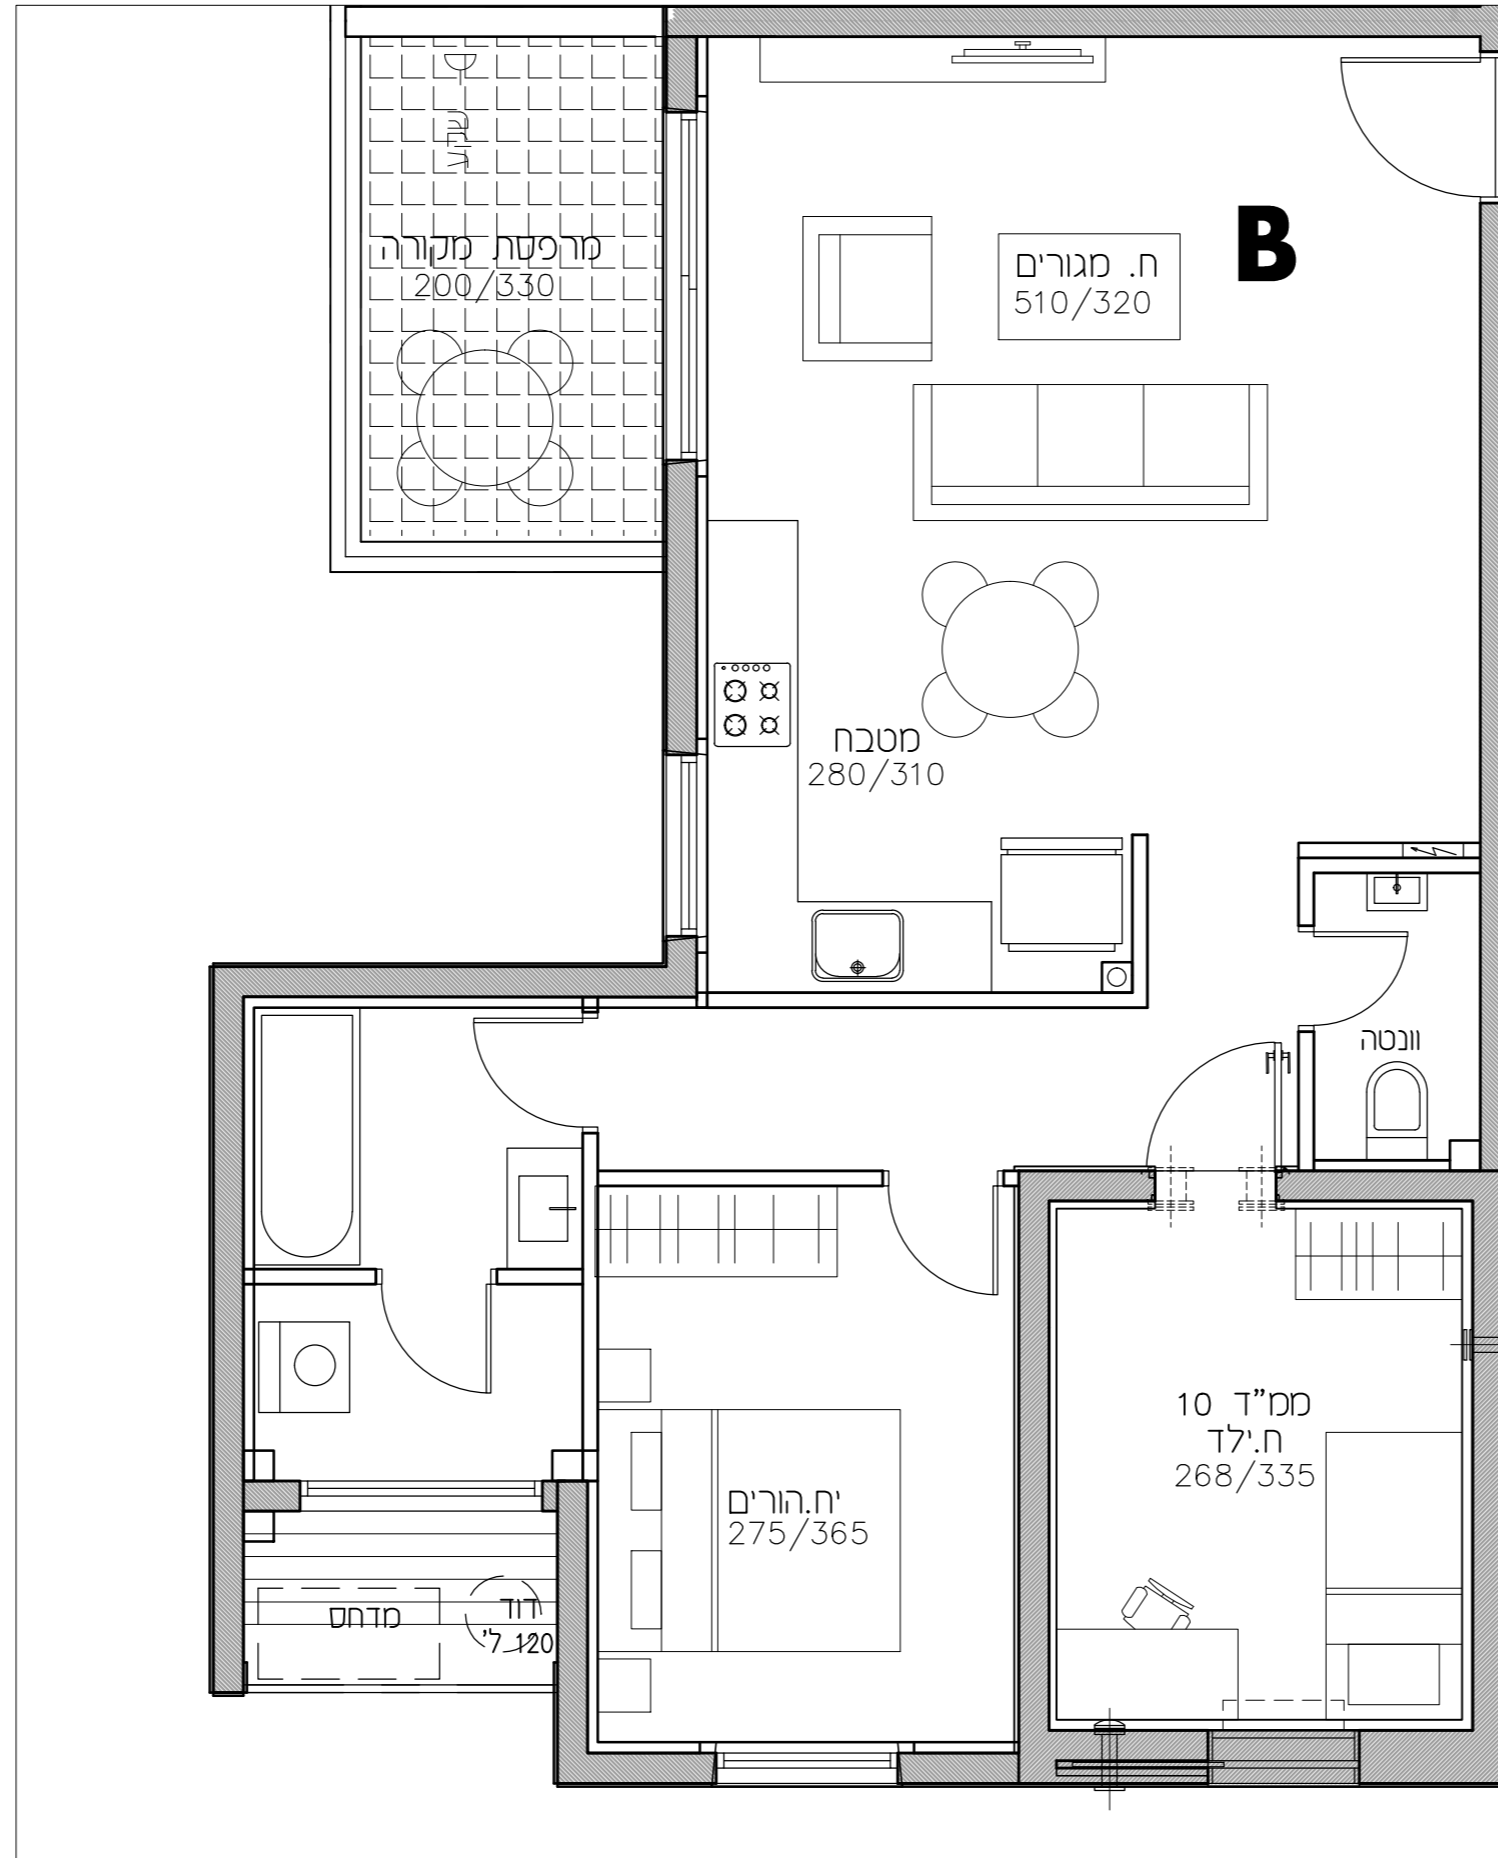 שקע
מרפסת מקורה
200/330
B
ח. מגורים
510/320
מטבח
280/310
וונטה
ממ"ד 10
ח.ילד
268/335
יח.הורים
275/365
מדחס
דוד
120 ל'